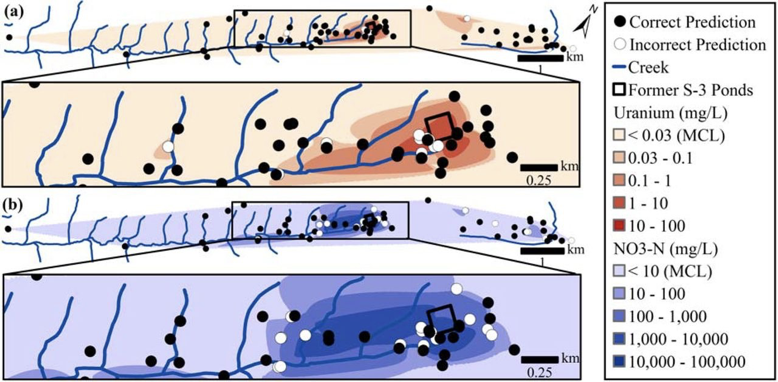 (a)
N
1
km
km
0.25
(b)
1
km
km
0.25
Correct Prediction
Incorrect Prediction
Creek
Former S-3 Ponds
Uranium (mg/L)
< 0.03 (MCL)
0.03 - 0.1
0.1 - 1
1 - 10
10 - 100
NO3-N (mg/L)
< 10 (MCL)
10 - 100
100 - 1,000
1,000 - 10,000
10,000 - 100,000